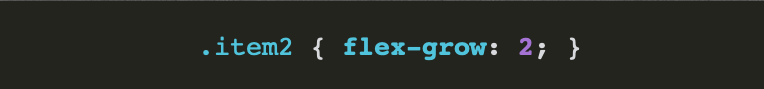 .item2 { flex-grow: 2; }